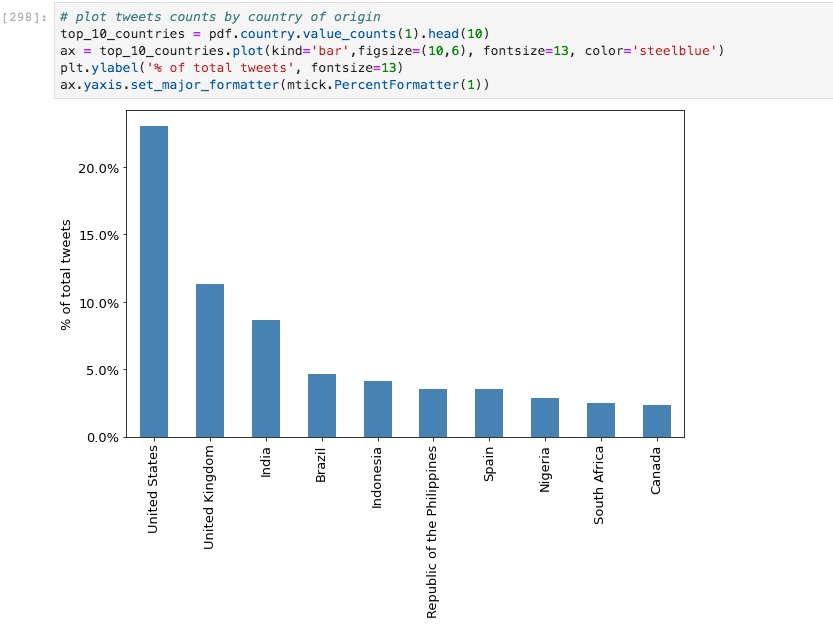 [298]: # plot tweets counts by country of origin
top_10_countries = pdf.country.value_counts(1).head(10)
ax = top_10_countries.plot(kind='bar',figsize=(10,6), fontsize=13, color='steelblue')
plt.ylabel('% of total tweets', fontsize=13)
ax.yaxis.set_major_formatter(mtick.PercentFormatter(1))
% of total tweets
20.0%
15.0%
10.0%
5.0%
0.0%
United States
United Kingdom
India
Brazil
Indonesia
Republic of the Philippines
Spain
Nigeria
South Africa
Canada